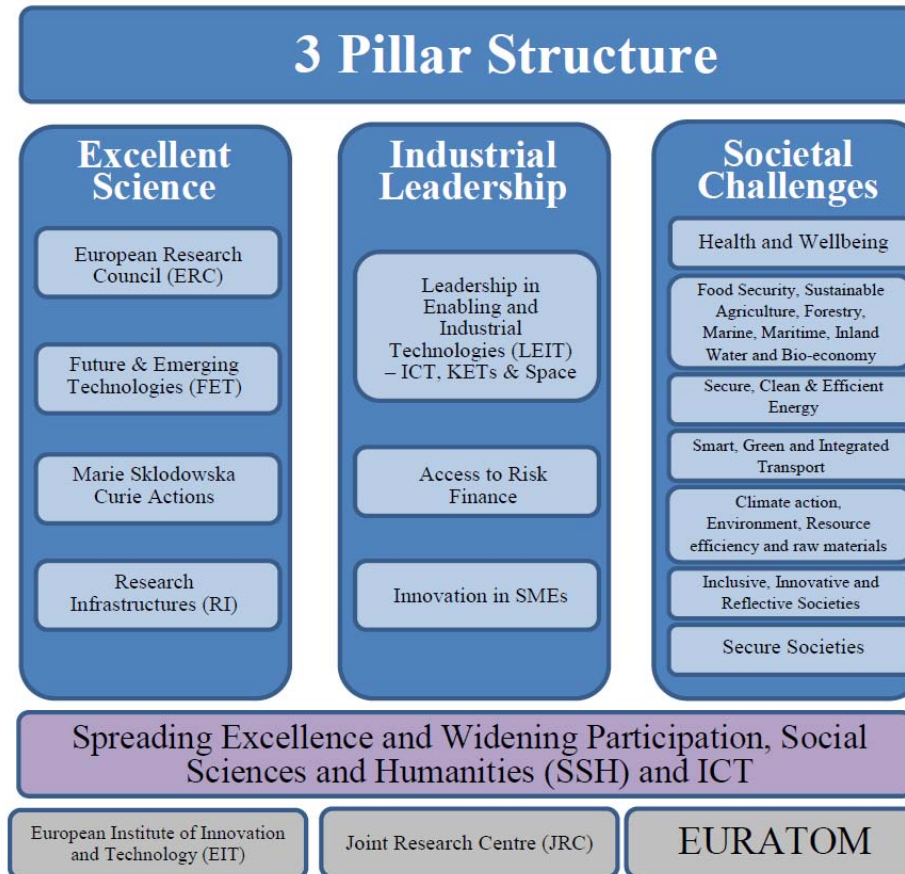 3 Pillar Structure
Excellent
Science
European Research
Council (ERC)
Future & Emerging
Technologies (FET)
Marie Sklodowska
Curie Actions
Research
Infrastructures (RI)
Industrial
Leadership
Leadership in
Enabling and
Industrial
Technologies (LEIT)
– ICT, KETs & Space
Access to Risk
Finance
Innovation in SMEs
Societal
Challenges
Health and Wellbeing
Food Security, Sustainable
Agriculture, Forestry,
Marine, Maritime, Inland
Water and Bio-economy
Secure, Clean & Efficient
Energy
Smart, Green and Integrated
Transport
Climate action,
Environment, Resource
efficiency and raw materials
Inclusive, Innovative and
Reflective Societies
Secure Societies
Spreading Excellence and Widening Participation, Social
Sciences and Humanities (SSH) and ICT
European Institute of Innovation
and Technology (EIT)
Joint Research Centre (JRC)
EURATOM